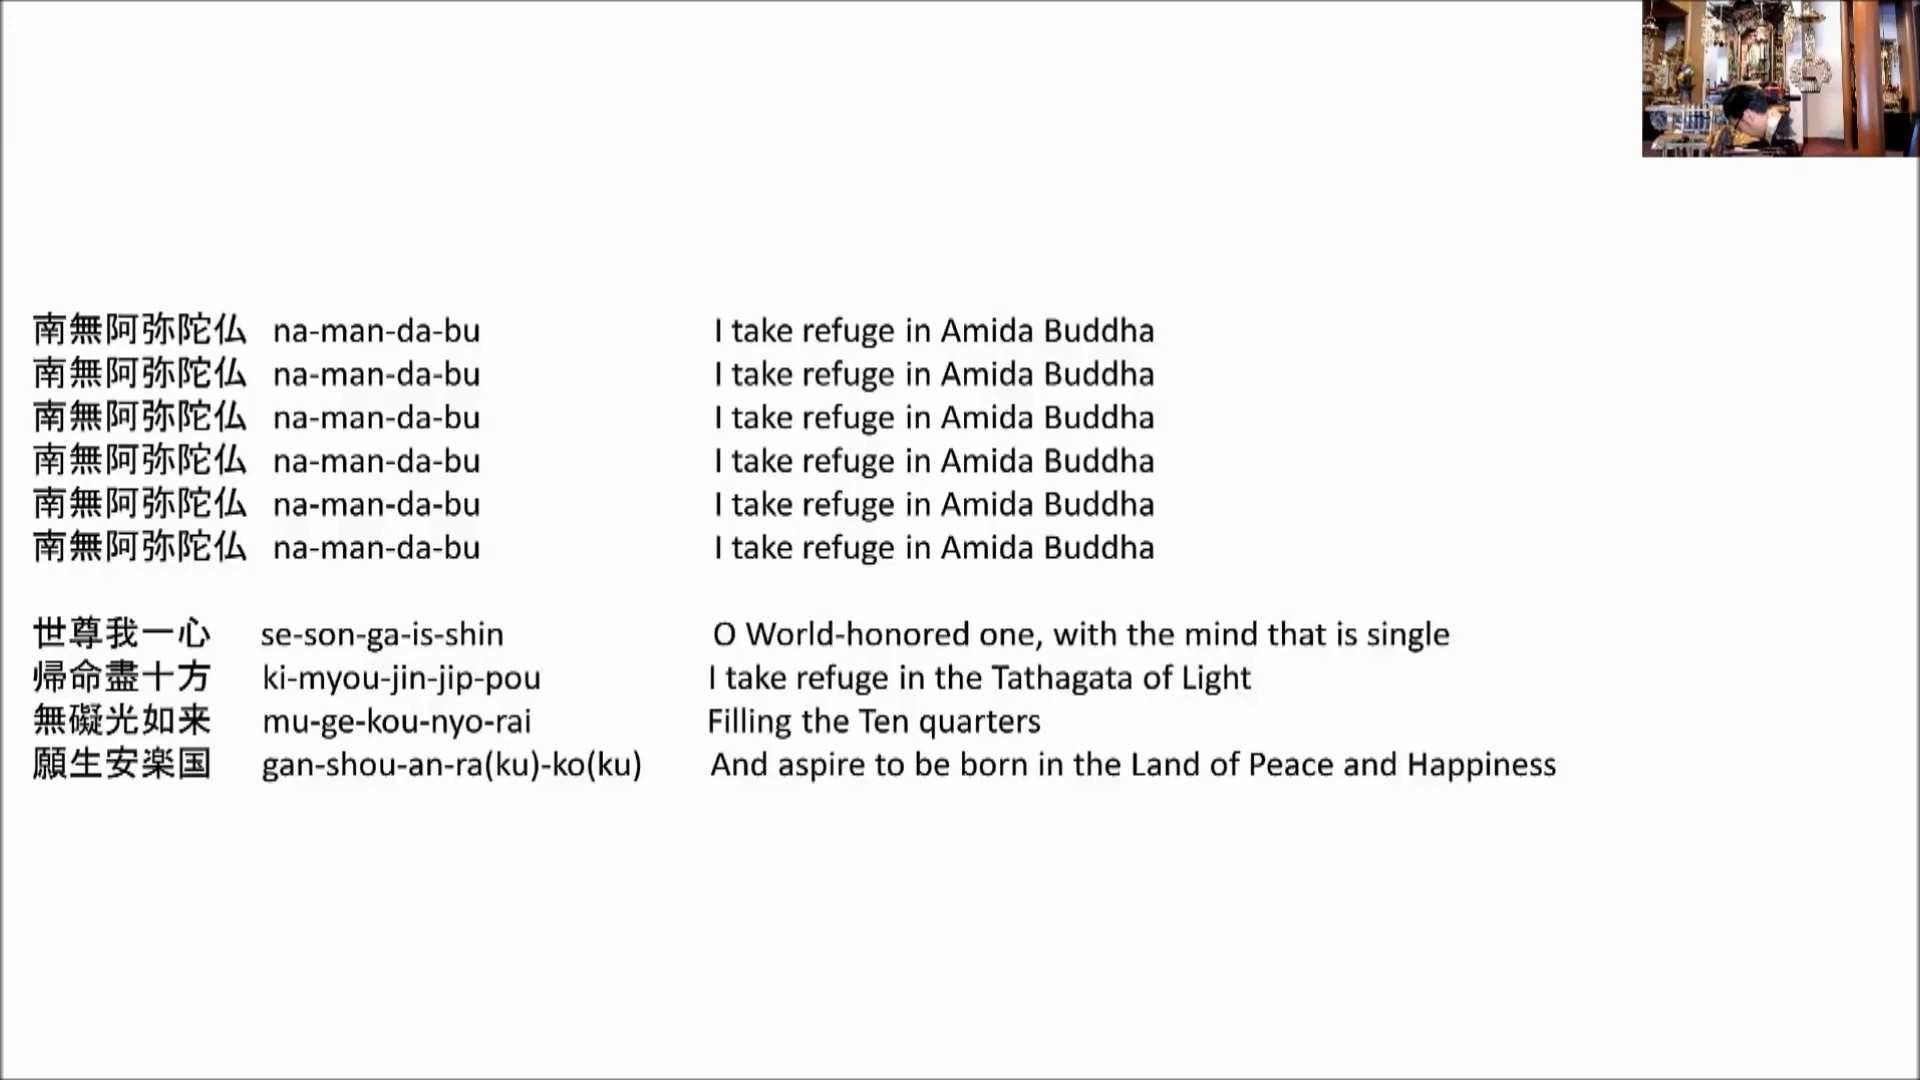 南無阿弥陀仏 na-man-da-bu I take refuge in Amida Buddha
南無阿弥陀仏 na-man-da-bu I take refuge in Amida Buddha
南無阿弥陀仏 na-man-da-bu I take refuge in Amida Buddha
南無阿弥陀仏 na-man-da-bu I take refuge in Amida Buddha
南無阿弥陀仏 na-man-da-bu I take refuge in Amida Buddha
南無阿弥陀仏 na-man-da-bu I take refuge in Amida Buddha
世尊我一心 se-son-ga-is-shin O World-honored one, with the mind that is single
帰命盡十方 ki-myou-jin-jip-pou I take refuge in the Tathagata of Light
無礙光如来 mu-ge-kou-nyo-rai Filling the Ten quarters
願生安楽国 gan-shou-an-ra(ku)-ko(ku) And aspire to be born in the Land of Peace and Happiness